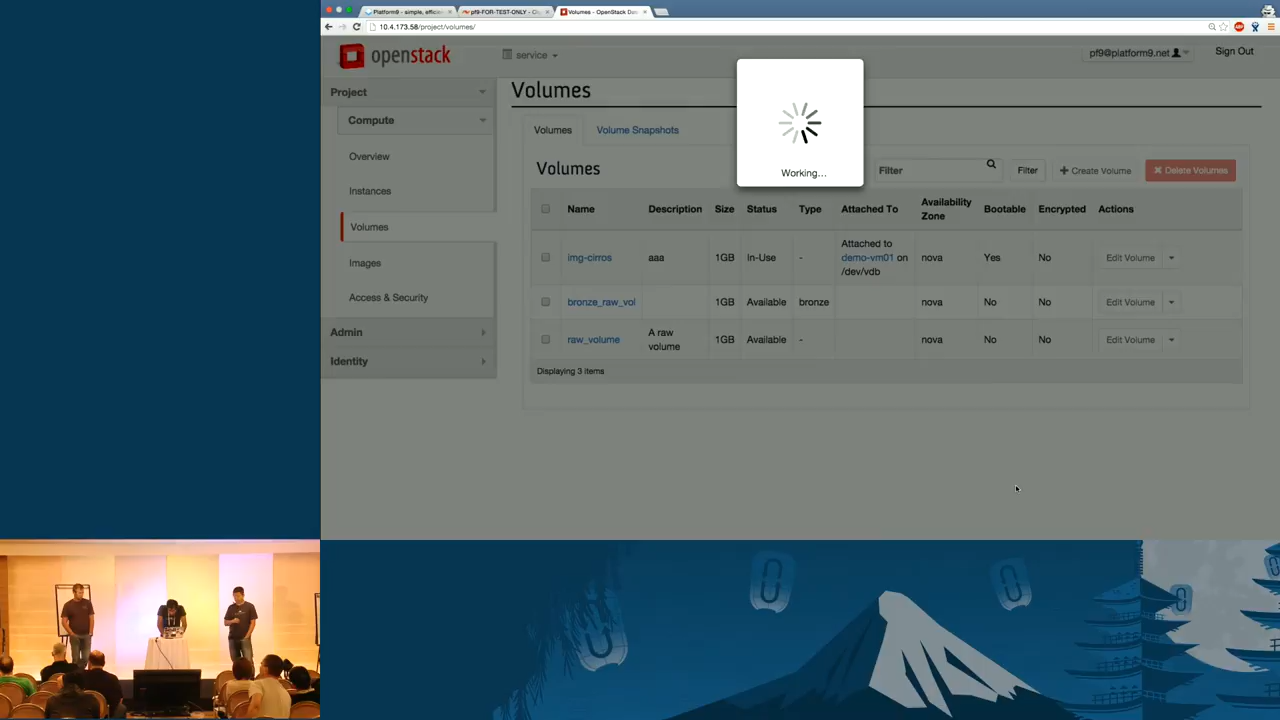 Platform9 - simple, efficie
pf9-FOR-TEST-ONLY - Cl
Volumes - OpenStack Das
10.4.173.58/project/volumes/
openstack
service
pf9@platform9.net
Sign Out
Project
Compute
Overview
Instances
Volumes
Images
Access & Security
Admin
Identity
Volumes
Volumes
Volume Snapshots
Working...
Volumes
Filter
Filter
+ Create Volume
Delete Volumes
Name
Description
Size
Status
Type
Attached To
Availability
Zone
Bootable
Encrypted
Actions
img-cirros
aaa
1GB
In-Use
-
Attached to
demo-vm01 on
/dev/vdb
nova
Yes
No
Edit Volume
bronze_raw_vol
1GB
Available
bronze
nova
No
No
Edit Volume
raw_volume
A raw
volume
1GB
Available
-
nova
No
No
Edit Volume
Displaying 3 items